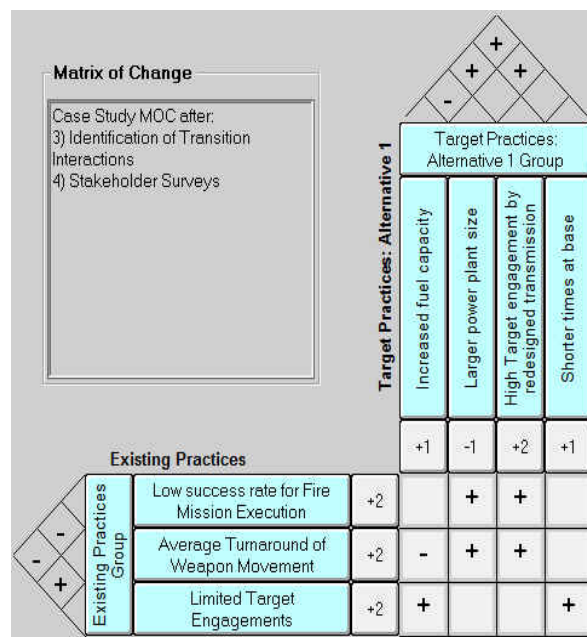 +
+ +
-
Matrix of Change
Case Study MOC after:
3) Identification of Transition
Interactions
4) Stakeholder Surveys
Target Practices:
Alternative 1 Group
Target Practices: Alternative 1
Increased fuel capacity
Larger power plant size
High Target engagement by
redesigned transmission
Shorter times at base
+1 -1 +2 +1
Existing Practices
Existing Practices
Group
Low success rate for Fire
Mission Execution
+2 + +
-
Average Turnaround of
Weapon Movement
+2 - + +
- +
Limited Target
Engagements
+2 + +